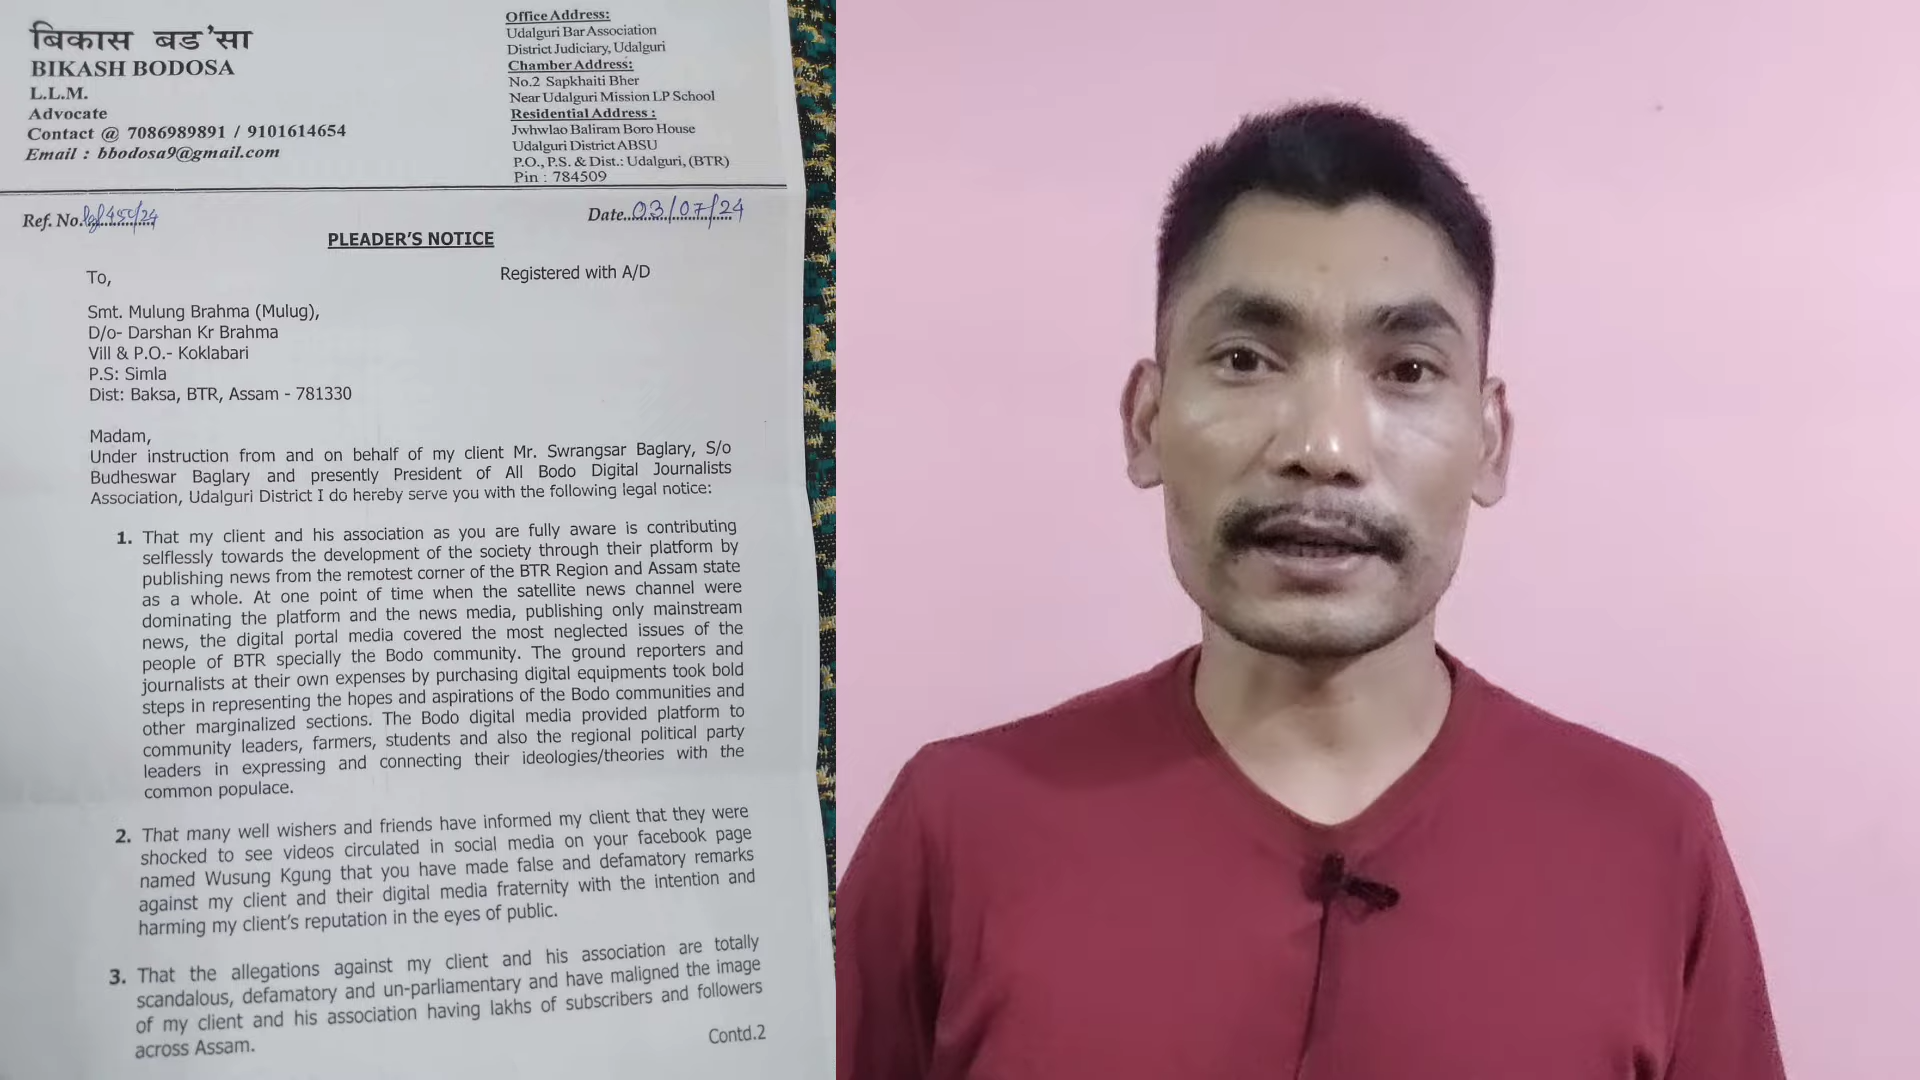 बिकास बड'सा
BIKASH BODOSA
L.L.M.
Advocate
Contact @ 7086989891 / 9101614654
Email : bbodosa9@gmail.com
Office Address:
Udalguri Bar Association
District Judiciary, Udalguri
Chamber Address:
No.2 Sapkhaiti Bher
Near Udalguri Mission LP School
Residential Address :
Jwhwlao Baliram Boro House
Udalguri District ABSU
P.O., P.S. & Dist.: Udalguri, (BTR)
Pin : 784509
Ref. No.
Date..03/07/24
PLEADER'S NOTICE
To,
Registered with A/D
Smt. Mulung Brahma (Mulug),
D/o- Darshan Kr Brahma
Vill & P.O.- Koklabari
P.S: Simla
Dist: Baksa, BTR, Assam - 781330
Madam,
Under instruction from and on behalf of my client Mr. Swrangsar Baglary, S/o
Budheswar Baglary and presently President of All Bodo Digital Journalists
Association, Udalguri District I do hereby serve you with the following legal notice:
1. That my client and his association as you are fully aware is contributing
selflessly towards the development of the society through their platform by
publishing news from the remotest corner of the BTR Region and Assam state
as a whole. At one point of time when the satellite news channel were
dominating the platform and the news media, publishing only mainstream
news, the digital portal media covered the most neglected issues of the
people of BTR specially the Bodo community. The ground reporters and
journalists at their own expenses by purchasing digital equipments took bold
steps in representing the hopes and aspirations of the Bodo communities and
other marginalized sections. The Bodo digital media provided platform to
community leaders, farmers, students and also the regional political party
leaders in expressing and connecting their ideologies/theories with the
common populace.
2. That many well wishers and friends have informed my client that they were
shocked to see videos circulated in social media on your facebook page
named Wusung Kgung that you have made false and defamatory remarks
against my client and their digital media fraternity with the intention and
harming my client's reputation in the eyes of public.
3. That the allegations against my client and his association are totally
scandalous, defamatory and un-parliamentary and have maligned the image
of my client and his association having lakhs of subscribers and followers
across Assam.
Contd.2